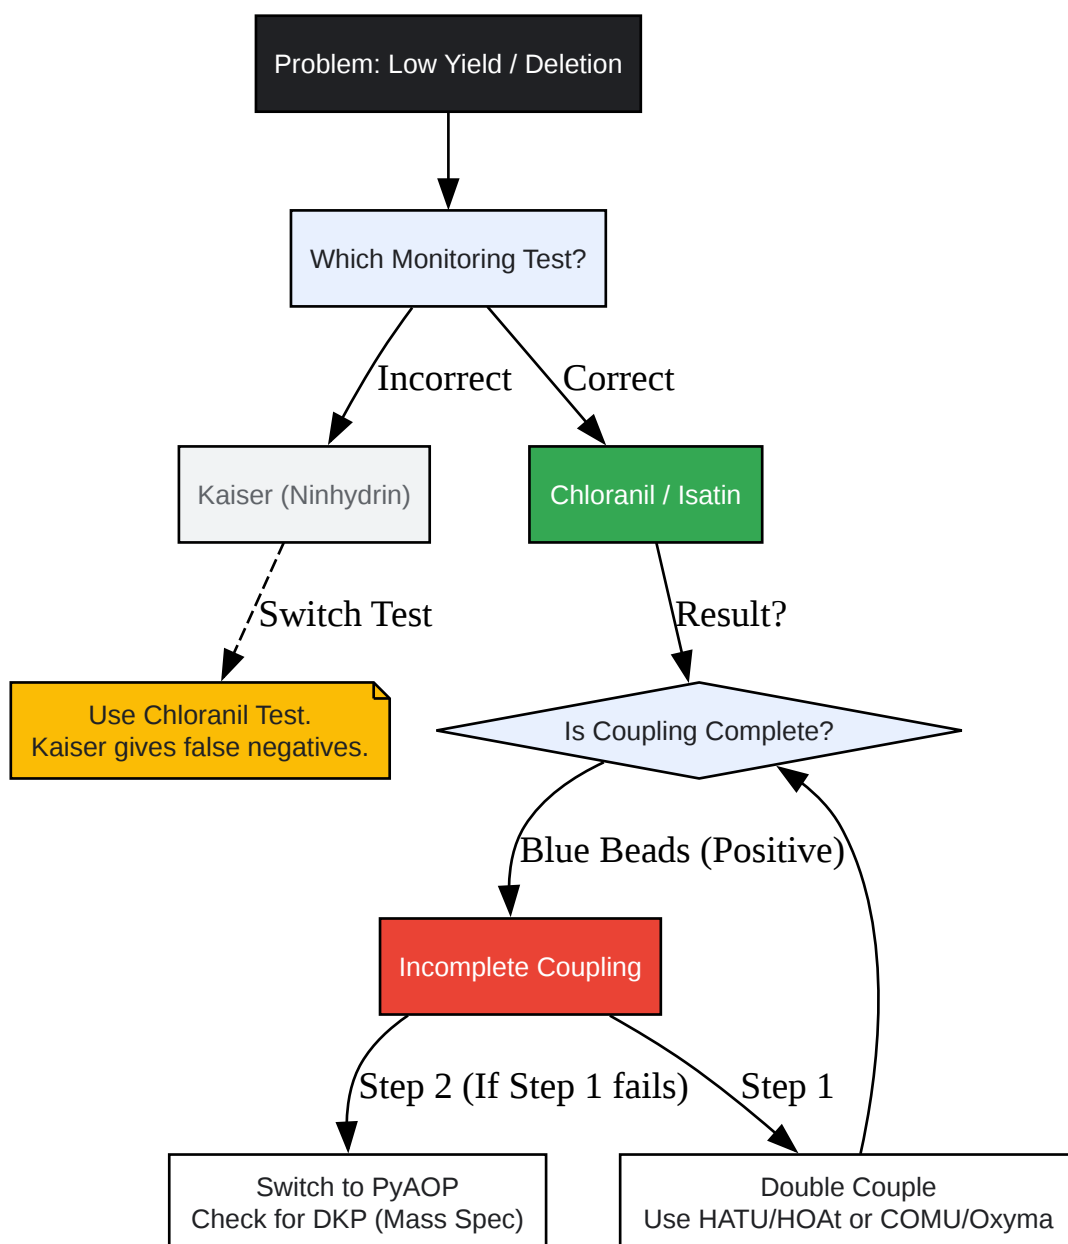 Problem: Low Yield / Deletion
Which Monitoring Test?
Incorrect
Correct
Kaiser (Ninhydrin)
Chloranil / Isatin
Switch Test
Result?
Use Chloranil Test.
Kaiser gives false negatives.
Is Coupling Complete?
Blue Beads (Positive)
Incomplete Coupling
Step 2 (If Step 1 fails)
Step 1
Switch to PyAOP
Check for DKP (Mass Spec)
Double Couple
Use HATU/HOAt or COMU/Oxyma